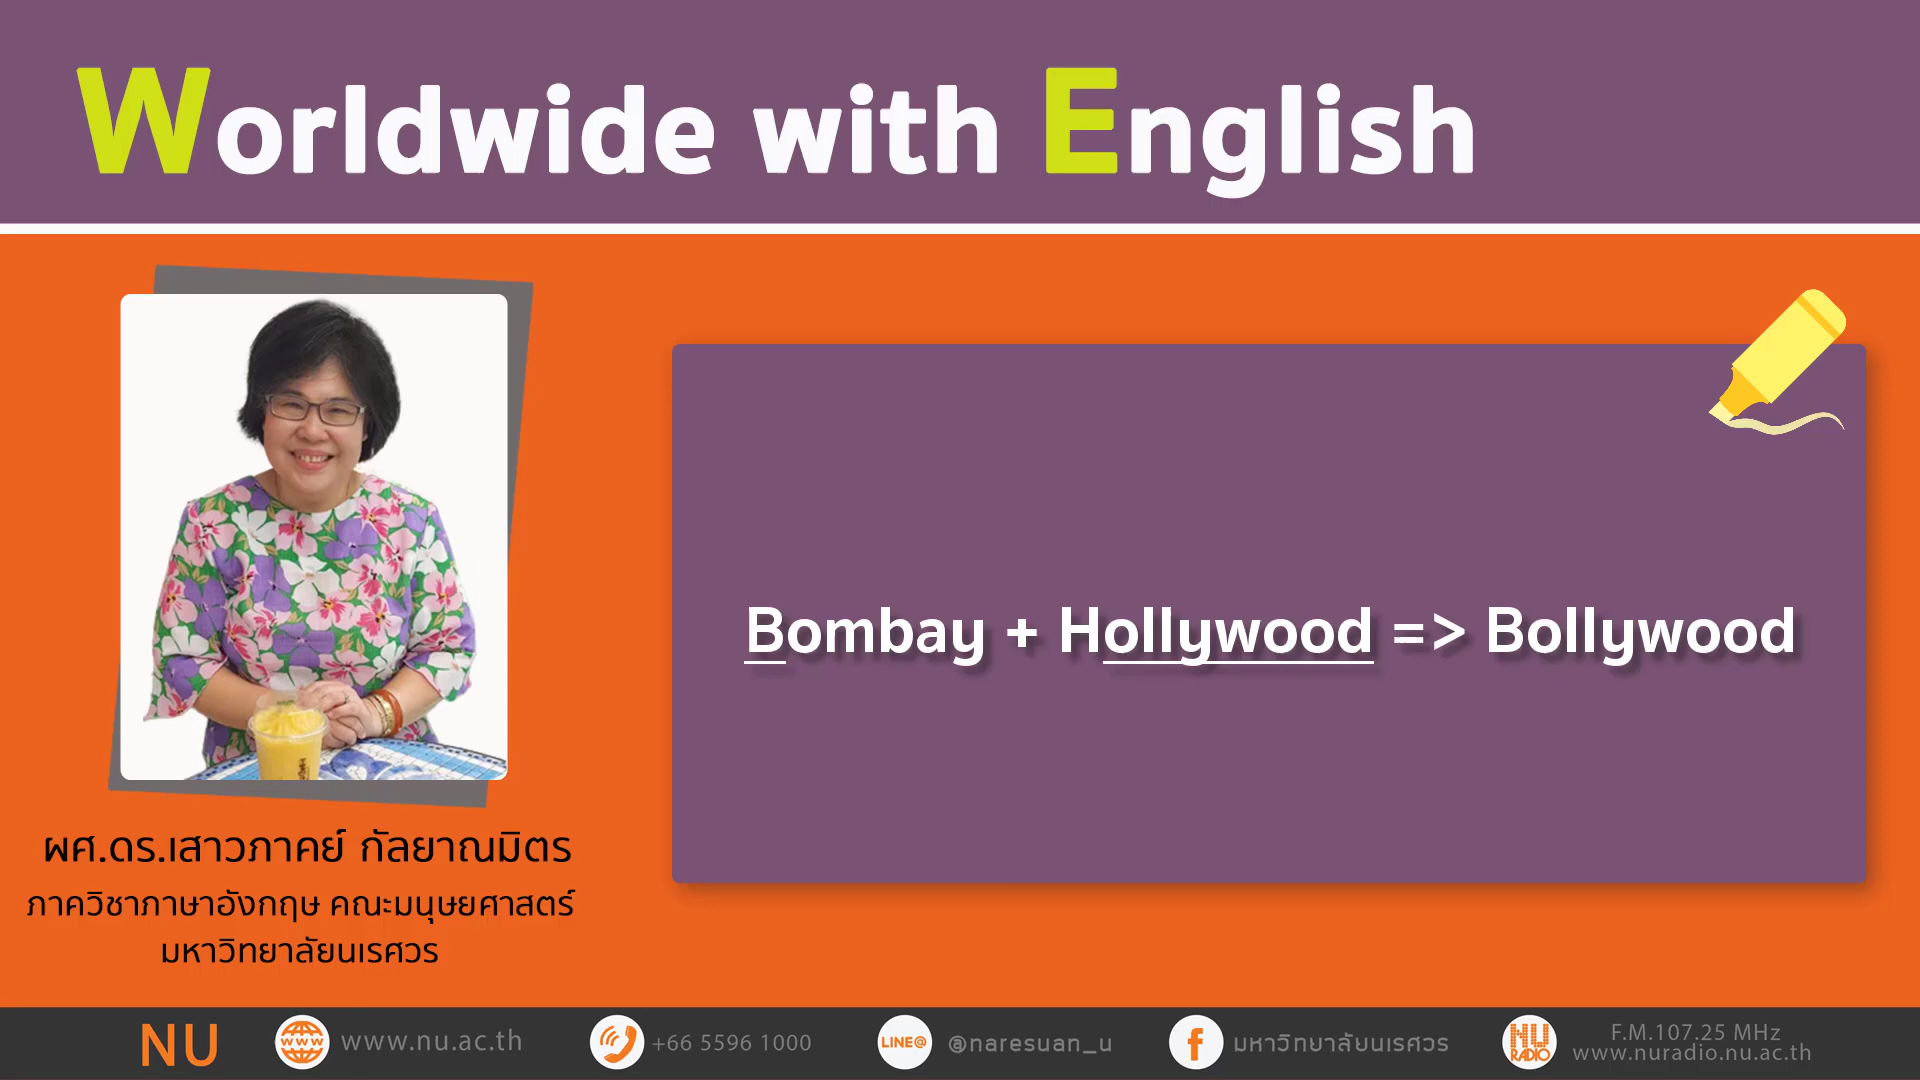 Worldwide with English
Bombay + Hollywood => Bollywood
ผศ.ดร.เสาวภาคย์ กัลยาณมิตร
ภาควิชาภาษาอังกฤษ คณะมนุษยศาสตร์
มหาวิทยาลัยนเรศวร
NU
www
www.nu.ac.th
+66 5596 1000
LINE@
@naresuan_u
f
มหาวิทยาลัยนเรศวร
NU
RADIO
F.M.107.25 MHz
www.nuradio.nu.ac.th